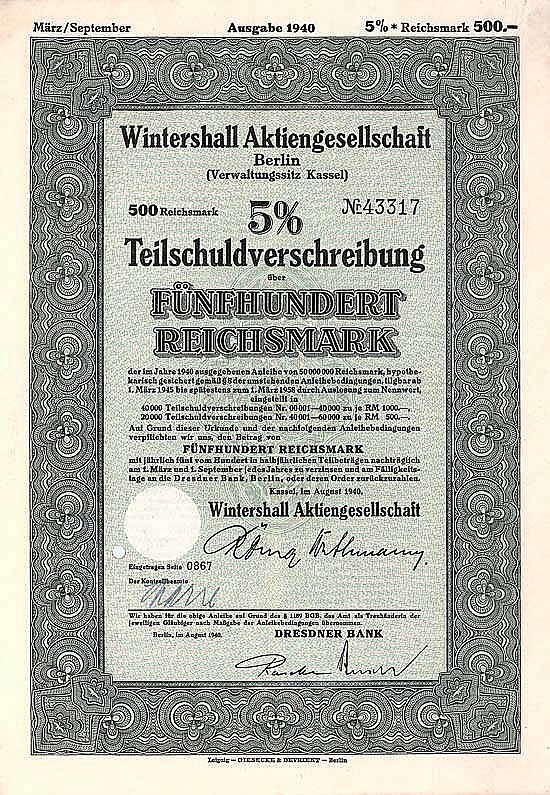 März/September Ausgabe 1940 5%* Reichsmark 500.—
Wintershall Aktiengesellschaft
Berlin
(Verwaltungssitz Kassel)
500 Reichsmark 5% № 43317
Teilschuldverschreibung
über
FÜNFHUNDERT
REICHSMARK
der im Jahre 1940 ausgegebenen Anleihe von 50 000 000 Reichsmark, hypothe-
karisch gesichert gemäß § 8 der umstehenden Anleihebedingungen, tilgbar ab
1. März 1945 bis spätestens zum 1. März 1958 durch Auslosung zum Nennwert,
eingeteilt in
40 000 Teilschuldverschreibungen Nr. 00001—40000 zu je RM 1000—,
20 000 Teilschuldverschreibungen Nr. 40001—60000 zu je RM 500—.
Auf Grund dieser Urkunde und der nachfolgenden Anleihebedingungen
verpflichten wir uns, den Betrag von
FÜNFHUNDERT REICHSMARK
mit jährlich fünf vom Hundert in halbjährlichen Teilbeträgen nachträglich
am 1. März und 1. September jedes Jahres zu verzinsen und am Fälligkeits-
tage an die Dresdner Bank, Berlin, oder deren Order zurückzuzahlen.
Kassel, im August 1940.
Wintershall Aktiengesellschaft
Eingetragen Seite 0867
Der Kontrollbeamte
Wir haben für die obige Anleihe auf Grund des § 1189 BGB. das Amt als Treuhänderin der
jeweiligen Gläubiger nach Maßgabe der Anleihebedingungen übernommen.
Berlin, im August 1940. DRESDNER BANK
Leipzig — GIESECKE & DEVRIENT — Berlin